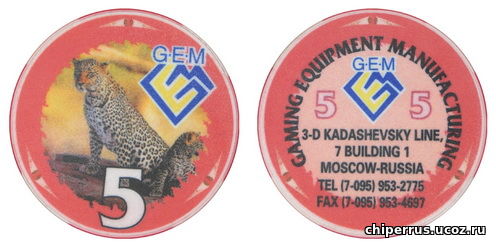 G·E·M
5
GAMING EQUIPMENT MANUFACTURING
G·E·M
5 5
3-D KADASHEVSKY LINE,
7 BUILDING 1
MOSCOW-RUSSIA
TEL (7-095) 953-2775
FAX (7-095) 953-4697
chiperrus.ucoz.ru